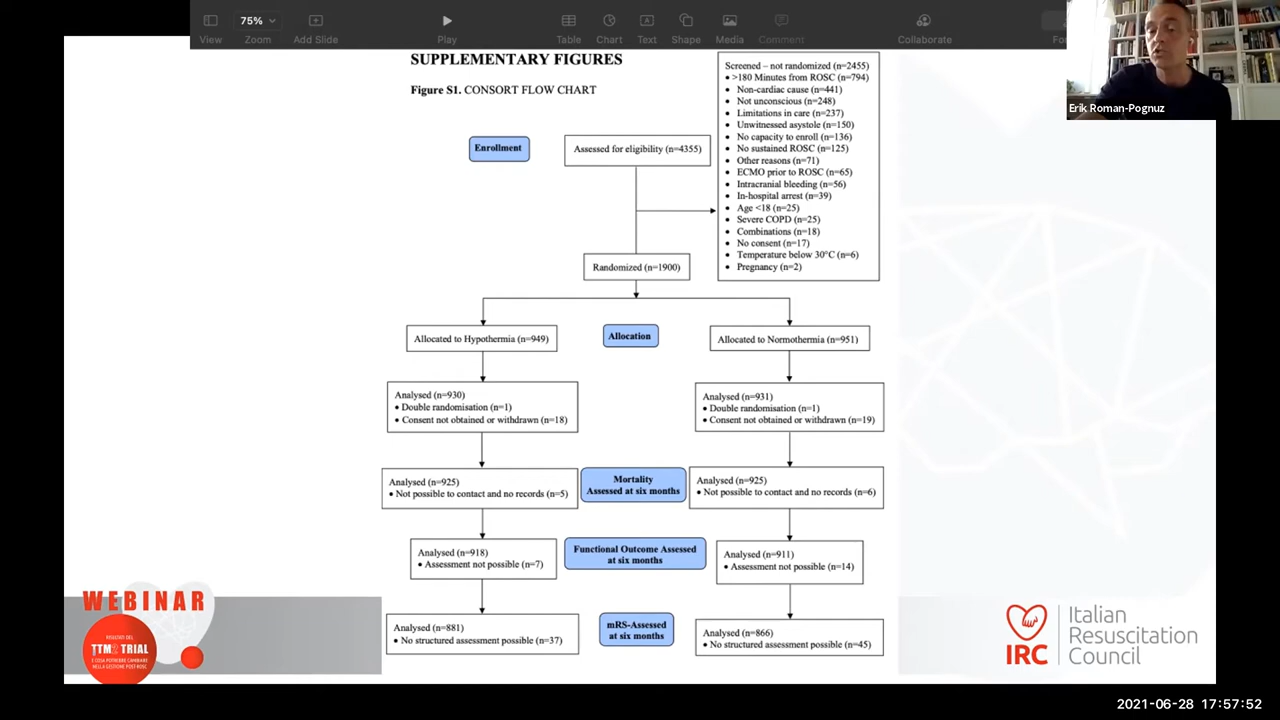 75%
View
Zoom
Add Slide
Play
Table
Chart
Text
Shape
Media
Comment
Collaborate
Erik Roman-Pognuz
SUPPLEMENTARY FIGURES
Figure S1. CONSORT FLOW CHART
Screened – not randomized (n=2455)
• >180 Minutes from ROSC (n=794)
• Non-cardiac cause (n=441)
• Not unconscious (n=248)
• Limitations in care (n=237)
• Unwitnessed asystole (n=150)
• No capacity to enroll (n=136)
• No sustained ROSC (n=125)
• Other reasons (n=71)
• ECMO prior to ROSC (n=65)
• Intracranial bleeding (n=56)
• In-hospital arrest (n=39)
• Age <18 (n=25)
• Severe COPD (n=25)
• Combinations (n=18)
• No consent (n=17)
• Temperature below 30°C (n=6)
• Pregnancy (n=2)
Enrollment
Assessed for eligibility (n=4355)
Randomized (n=1900)
Allocated to Hypothermia (n=949)
Allocation
Allocated to Normothermia (n=951)
Analysed (n=930)
• Double randomisation (n=1)
• Consent not obtained or withdrawn (n=18)
Analysed (n=931)
• Double randomisation (n=1)
• Consent not obtained or withdrawn (n=19)
Analysed (n=925)
• Not possible to contact and no records (n=5)
Mortality
Assessed at six months
Analysed (n=925)
• Not possible to contact and no records (n=6)
Analysed (n=918)
• Assessment not possible (n=7)
Functional Outcome Assessed
at six months
Analysed (n=911)
• Assessment not possible (n=14)
Analysed (n=881)
• No structured assessment possible (n=37)
mRS-Assessed
at six months
Analysed (n=866)
• No structured assessment possible (n=45)
WEBINAR
TTM2 TRIAL
E COSA POTREBBE CAMBIARE
NELLA GESTIONE POST-ROSC
IRC
Italian
Resuscitation
Council
2021-06-28 17:57:52